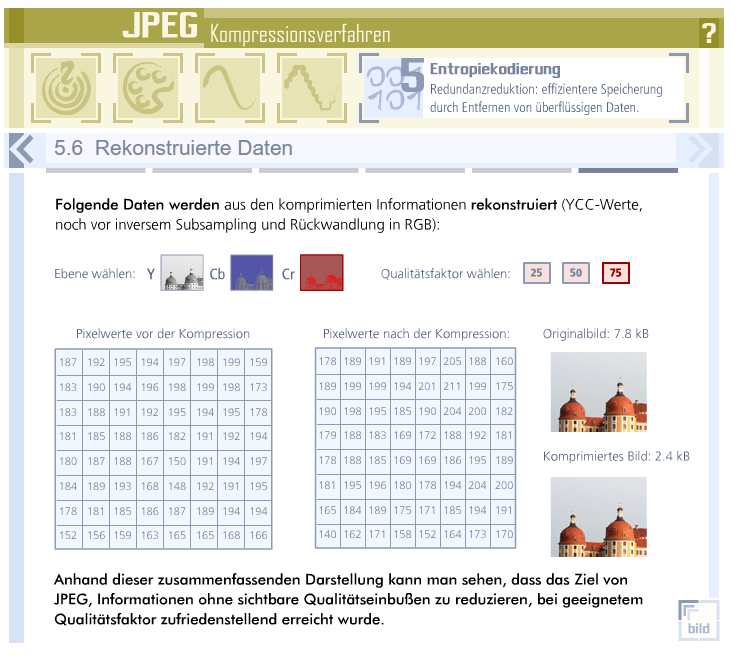 JPEG Kompressionsverfahren ?
5 Entropiekodierung
Redundanzreduktion: effizientere Speicherung
durch Entfernen von überflüssigen Daten.
5.6 Rekonstruierte Daten
Folgende Daten werden aus den komprimierten Informationen rekonstruiert (YCC-Werte,
noch vor inversem Subsampling und Rückwandlung in RGB):
Ebene wählen: Y Cb Cr Qualitätsfaktor wählen: 25 50 75
Pixelwerte vor der Kompression
187 192 195 194 197 198 199 159
183 190 194 196 198 199 198 173
183 188 191 192 195 194 195 178
181 185 188 186 182 191 192 194
180 187 188 167 150 191 194 197
184 189 193 168 148 192 191 195
178 181 185 186 187 189 194 194
152 156 159 163 165 165 168 166
Pixelwerte nach der Kompression:
178 189 191 189 197 205 188 160
189 199 199 194 201 211 199 175
190 198 195 185 190 204 200 182
179 188 183 169 172 188 192 181
178 188 185 169 169 186 195 189
181 195 196 180 178 194 204 200
165 184 189 175 171 185 194 191
140 162 171 158 152 164 173 170
Originalbild: 7.8 kB
Komprimiertes Bild: 2.4 kB
Anhand dieser zusammenfassenden Darstellung kann man sehen, dass das Ziel von
JPEG, Informationen ohne sichtbare Qualitätseinbußen zu reduzieren, bei geeignetem
Qualitätsfaktor zufriedenstellend erreicht wurde.
bild